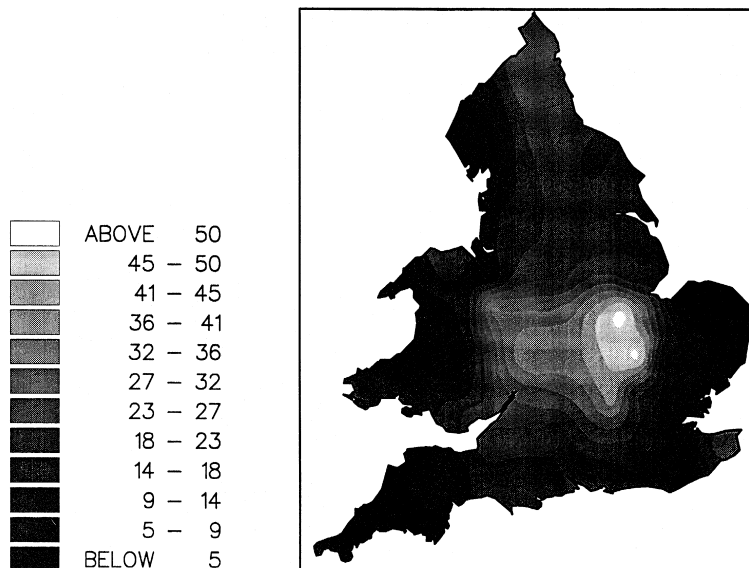 ABOVE 50
45 – 50
41 – 45
36 – 41
32 – 36
27 – 32
23 – 27
18 – 23
14 – 18
9 – 14
5 – 9
BELOW 5